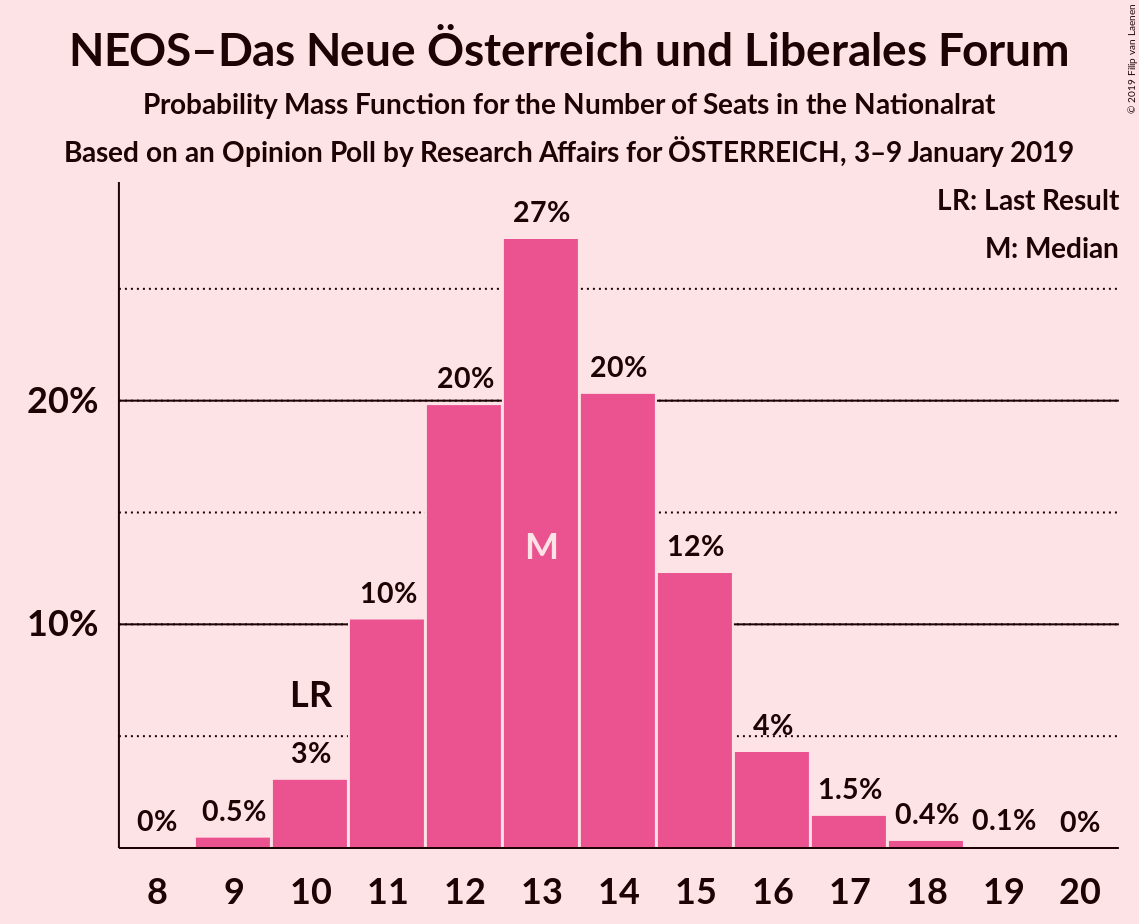 NEOS–Das Neue Österreich und Liberales Forum
Probability Mass Function for the Number of Seats in the Nationalrat
Based on an Opinion Poll by Research Affairs for ÖSTERREICH, 3–9 January 2019
© 2019 Filip van Laenen
LR: Last Result
M: Median
27%
20%
20%
20%
M
12%
10%
10%
LR
4%
3%
1.5%
0.5%
0.4%
0.1%
0%
0%
8 9 10 11 12 13 14 15 16 17 18 19 20